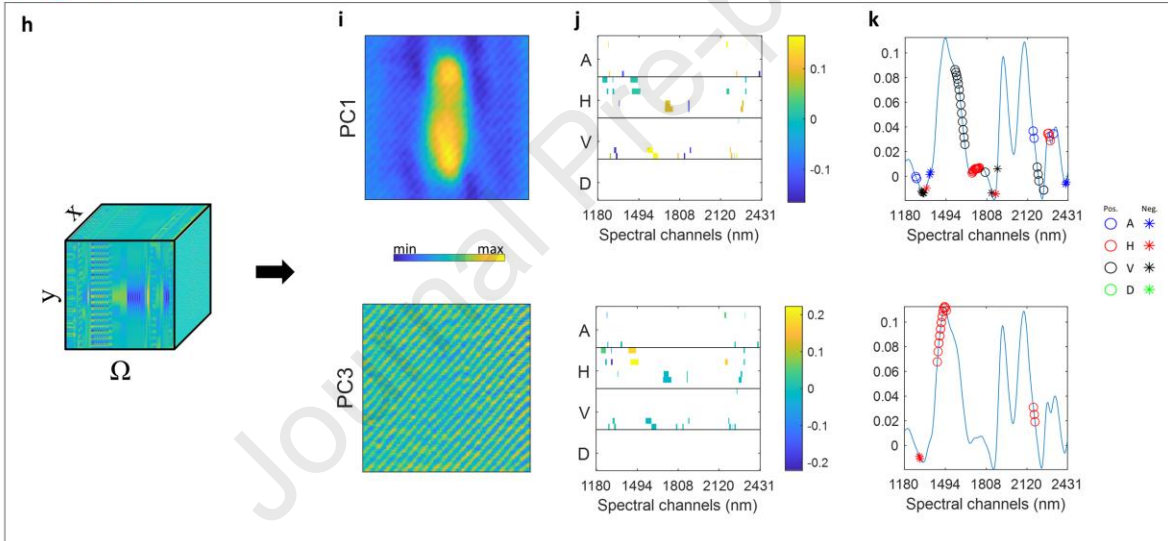 h
i
j
k
PC1
A
H
V
D
0.1
0
-0.1
1180 1494 1808 2120 2431
Spectral channels (nm)
0.1
0.08
0.06
0.04
0.02
0
1180 1494 1808 2120 2431
Spectral channels (nm)
Pos. Neg.
A
H
V
D
x
y
Ω
min max
PC3
A
H
V
D
0.2
0.1
0
-0.1
-0.2
1180 1494 1808 2120 2431
Spectral channels (nm)
0.1
0.08
0.06
0.04
0.02
0
1180 1494 1808 2120 2431
Spectral channels (nm)
Journal Pre-p